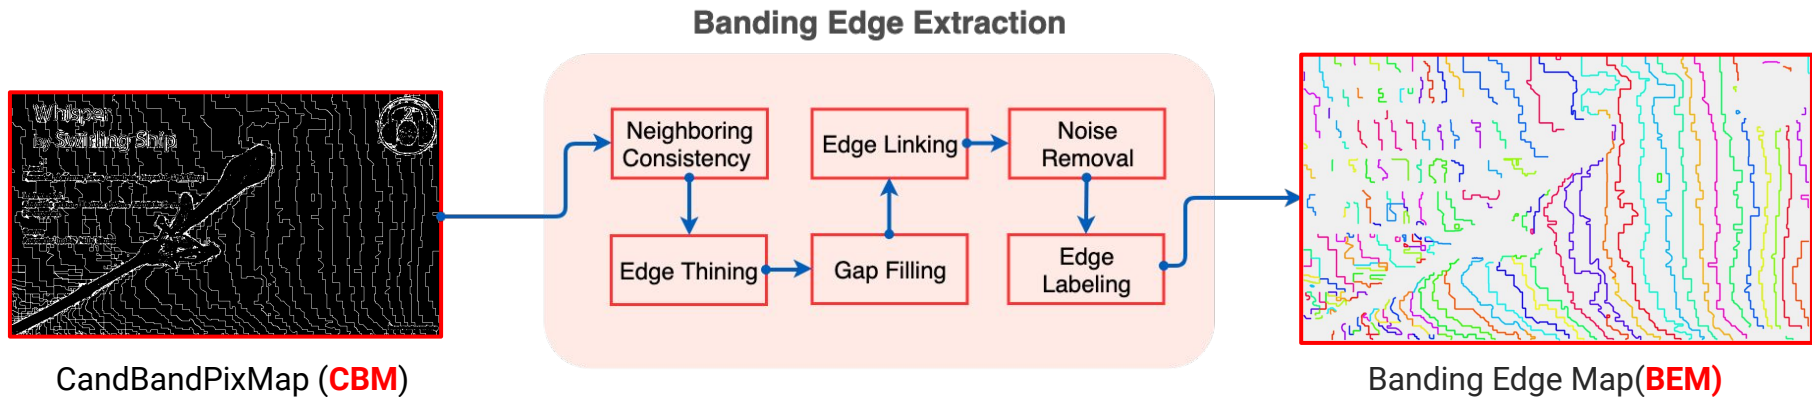 Banding Edge Extraction
Whisper
by Swirling Ship
Neighboring
Consistency
Edge Thining
Gap Filling
Edge Linking
Noise
Removal
Edge
Labeling
CandBandPixMap (CBM)
Banding Edge Map(BEM)